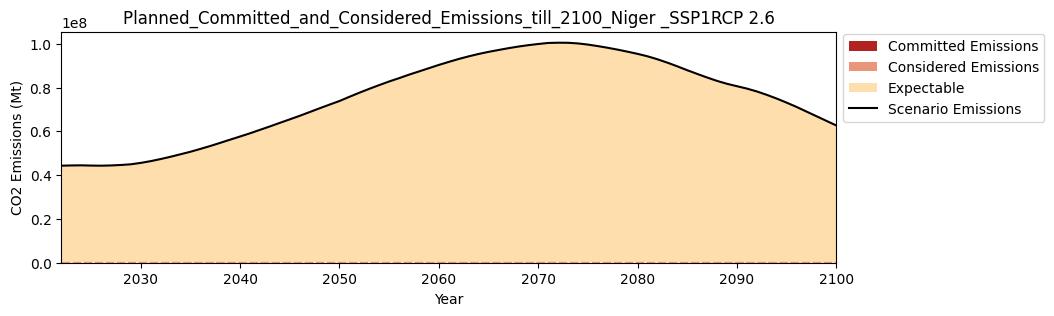 Planned_Committed_and_Considered_Emissions_till_2100_Niger _SSP1RCP 2.6
1e8
CO2 Emissions (Mt)
1.0
0.8
0.6
0.4
0.2
0.0
2030 2040 2050 2060 2070 2080 2090 2100
Year
Committed Emissions
Considered Emissions
Expectable
Scenario Emissions